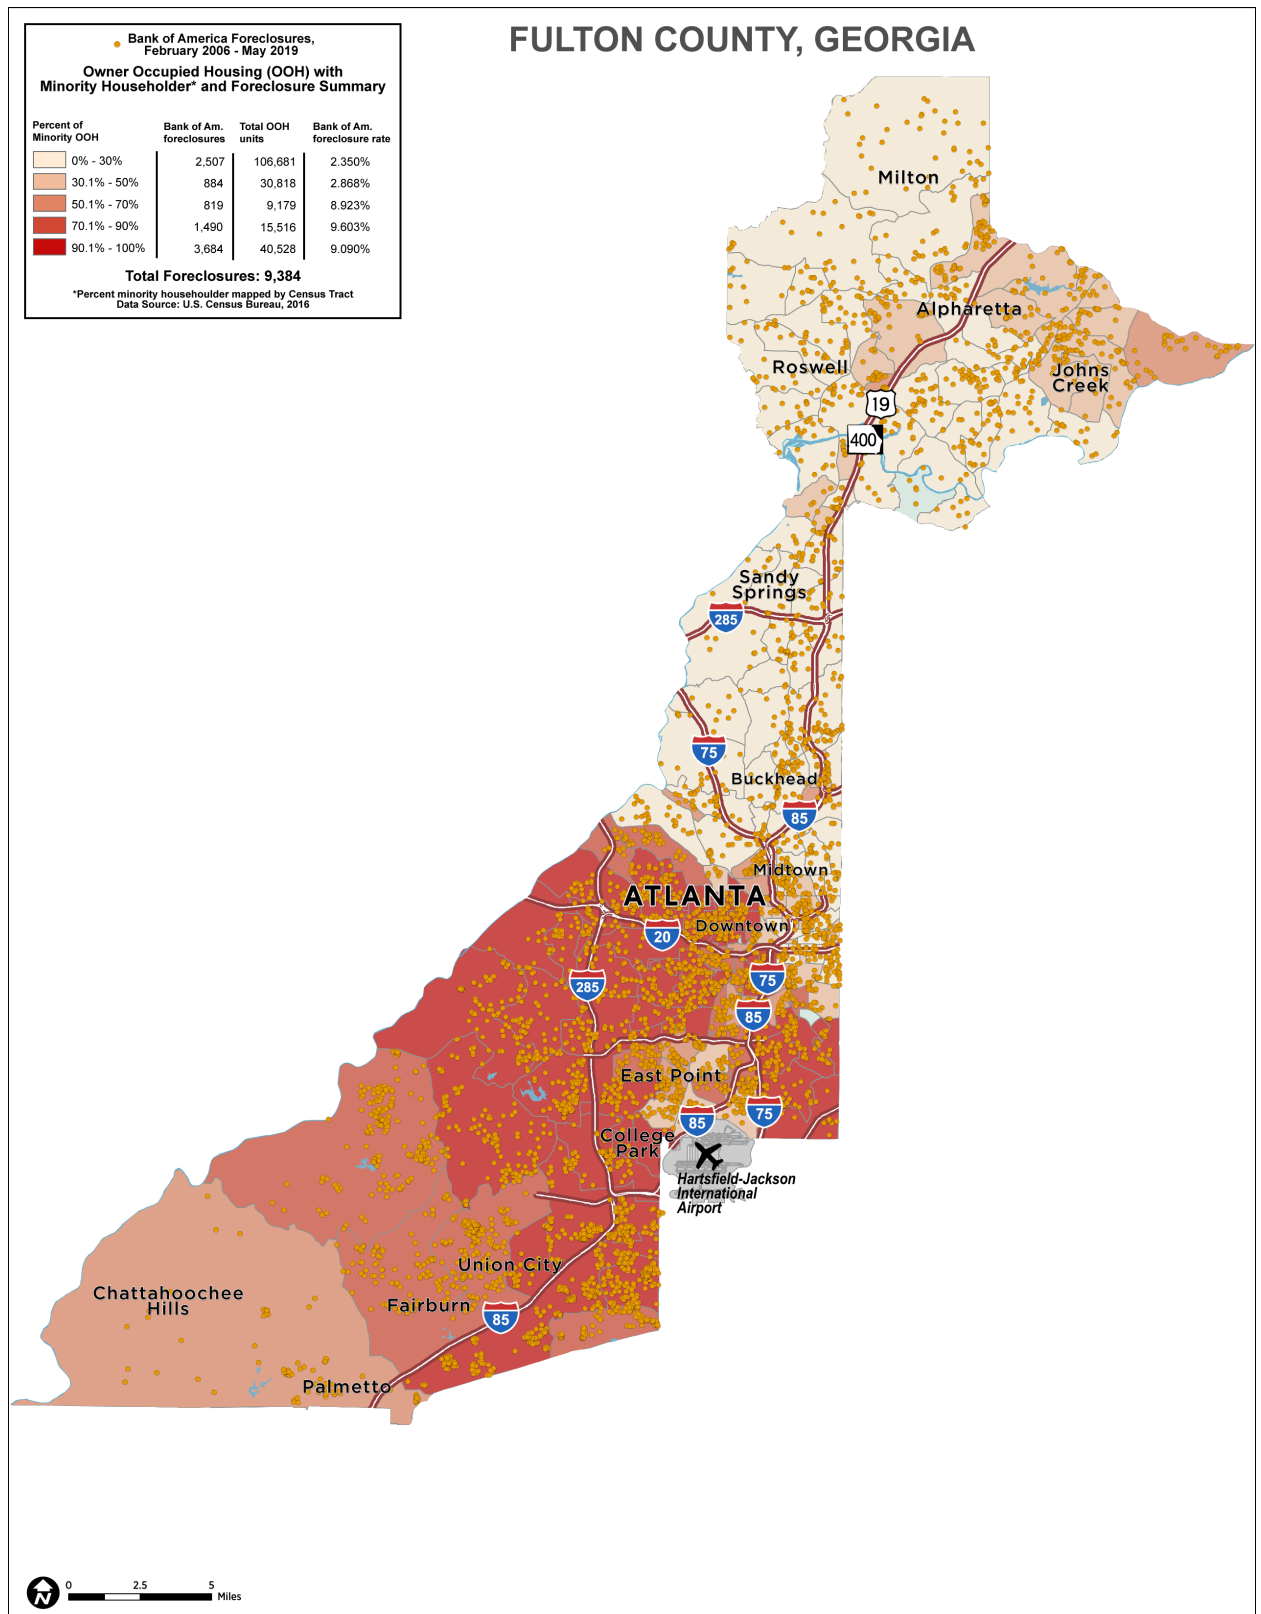 FULTON COUNTY, GEORGIA
Bank of America Foreclosures,
February 2006 - May 2019
Owner Occupied Housing (OOH) with
Minority Householder* and Foreclosure Summary
Percent of Minority OOH | Bank of Am. foreclosures | Total OOH units | Bank of Am. foreclosure rate
0% - 30% 2,507 106,681 2.350%
30.1% - 50% 884 30,818 2.868%
50.1% - 70% 819 9,179 8.923%
70.1% - 90% 1,490 15,516 9.603%
90.1% - 100% 3,684 40,528 9.090%
Total Foreclosures: 9,384
*Percent minority househoulder mapped by Census Tract
Data Source: U.S. Census Bureau, 2016
Milton
Alpharetta
Roswell
Johns
Creek
19
400
Sandy
Springs
285
75
Buckhead
85
Midtown
ATLANTA
Downtown
20
75
285
85
East Point
75
85
College
Park
Hartsfield-Jackson
International
Airport
Union City
Chattahoochee
Hills
Fairburn
85
Palmetto
N
0 2.5 5
Miles